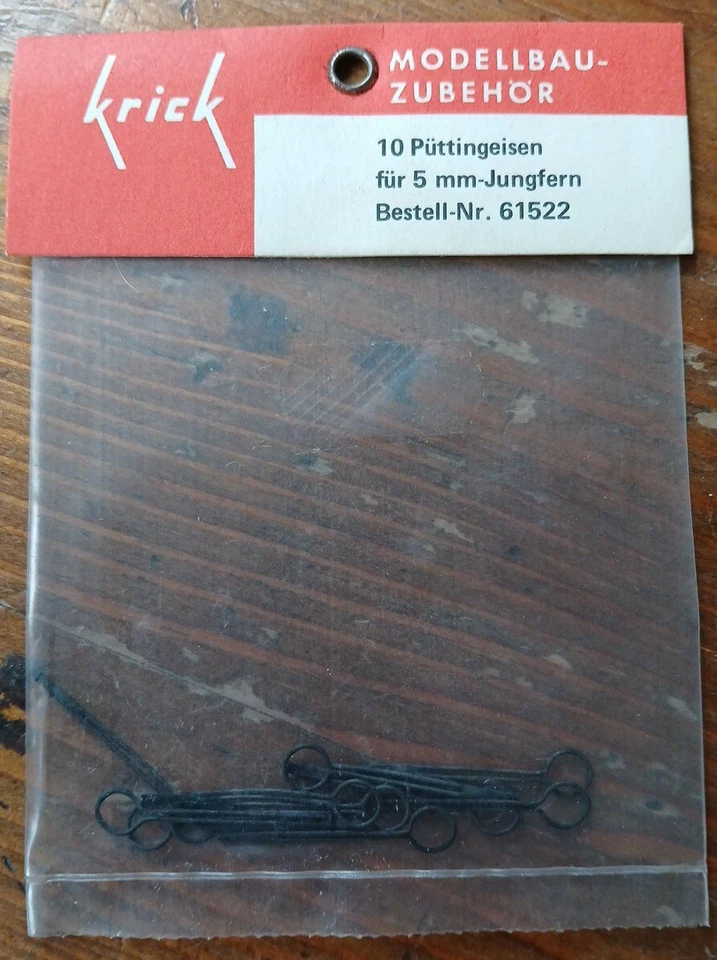 krick
MODELLBAU-
ZUBEHÖR
10 Püttingeisen
für 5 mm-Jungfern
Bestell-Nr. 61522